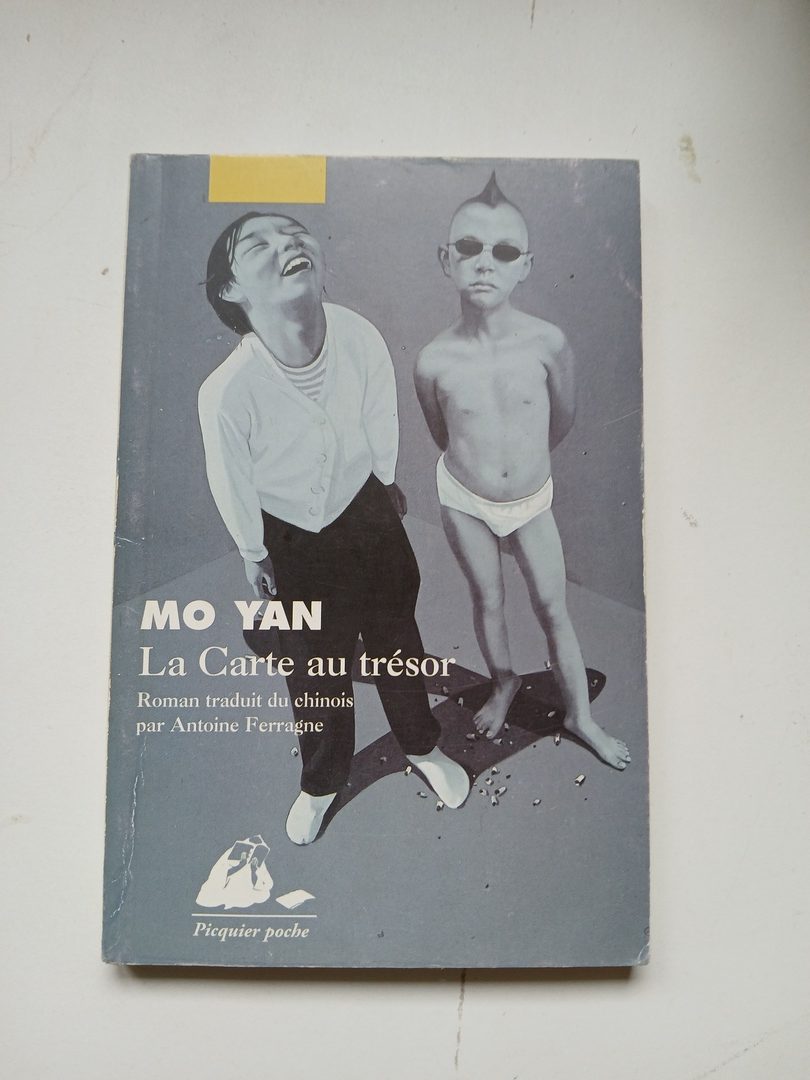 MO YAN
La Carte au trésor
Roman traduit du chinois
par Antoine Ferragne
Picquier poche